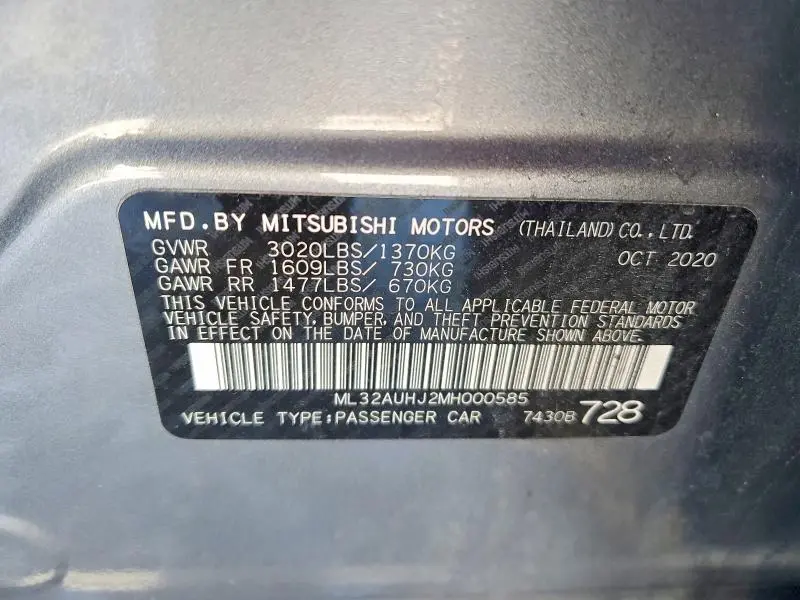 MFD.BY MITSUBISHI MOTORS (THAILAND) CO.,LTD.
GVWR 3020LBS/1370KG OCT 2020
GAWR FR 1609LBS/ 730KG
GAWR RR 1477LBS/ 670KG
THIS VEHICLE CONFORMS TO ALL APPLICABLE FEDERAL MOTOR
VEHICLE SAFETY, BUMPER, AND THEFT PREVENTION STANDARDS
IN EFFECT ON THE DATE OF MANUFACTURE SHOWN ABOVE.
ML32AUHJ2MH000585
VEHICLE TYPE:PASSENGER CAR 7430B 728